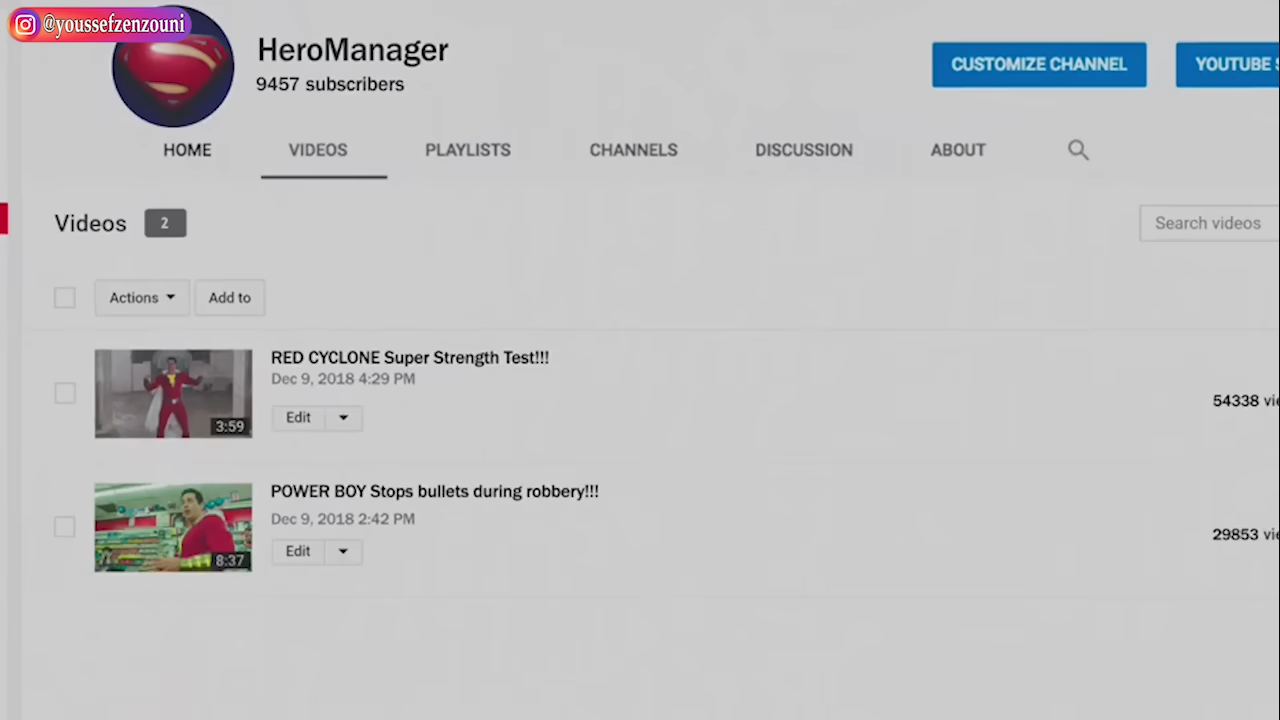 @youssefzenzouni
HeroManager
9457 subscribers
CUSTOMIZE CHANNEL
YOUTUBE
HOME VIDEOS PLAYLISTS CHANNELS DISCUSSION ABOUT
Videos 2
Search videos
Actions Add to
RED CYCLONE Super Strength Test!!!
Dec 9, 2018 4:29 PM
54338
Edit
3:59
POWER BOY Stops bullets during robbery!!!
Dec 9, 2018 2:42 PM
29853
Edit
8:37